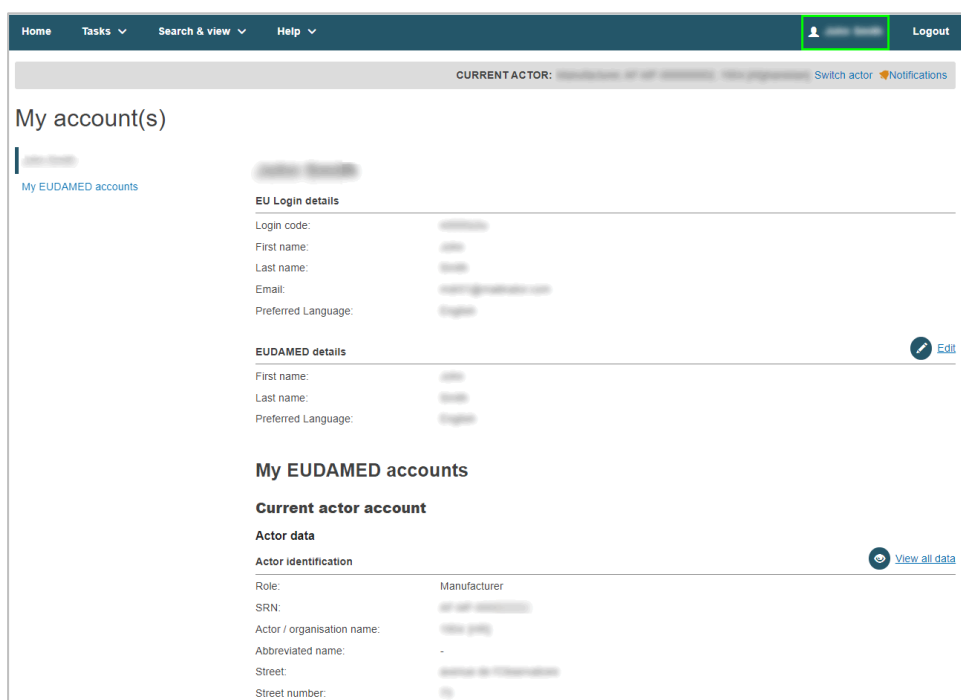 Home Tasks Search & view Help Logout
CURRENT ACTOR: Switch actor Notifications
My account(s)
My EUDAMED accounts
EU Login details
Login code:
First name:
Last name:
Email:
Preferred Language:
EUDAMED details Edit
First name:
Last name:
Preferred Language:
My EUDAMED accounts
Current actor account
Actor data
Actor identification View all data
Role: Manufacturer
SRN:
Actor / organisation name:
Abbreviated name: -
Street:
Street number: